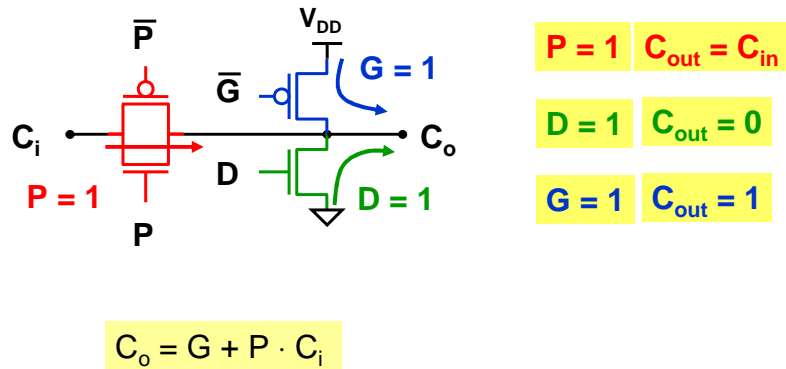 P̅
V_DD
G̅
G = 1
C_i
C_o
D
P = 1
D = 1
P
P = 1 C_out = C_in
D = 1 C_out = 0
G = 1 C_out = 1
C_o = G + P · C_i